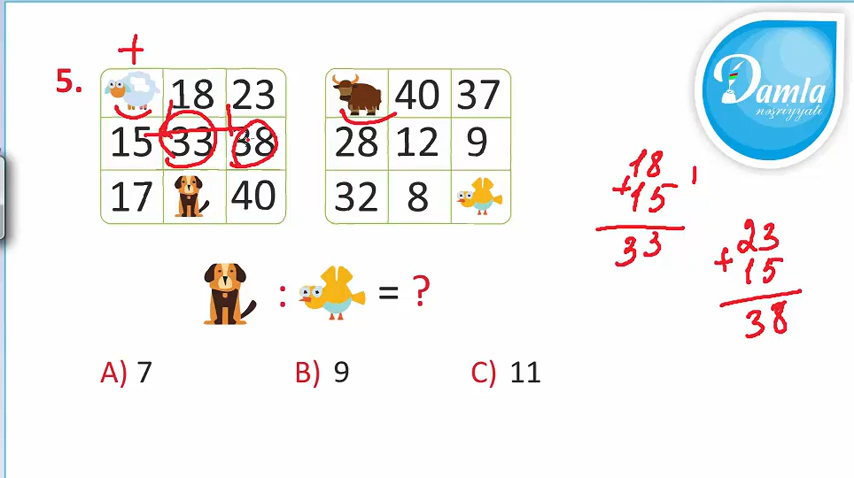 +
5. 18 23 40 37
15 33 38 28 12 9
17 40 32 8
: = ?
A) 7 B) 9 C) 11
Damla
nəşriyyatı
18
+15
33
23
+15
38